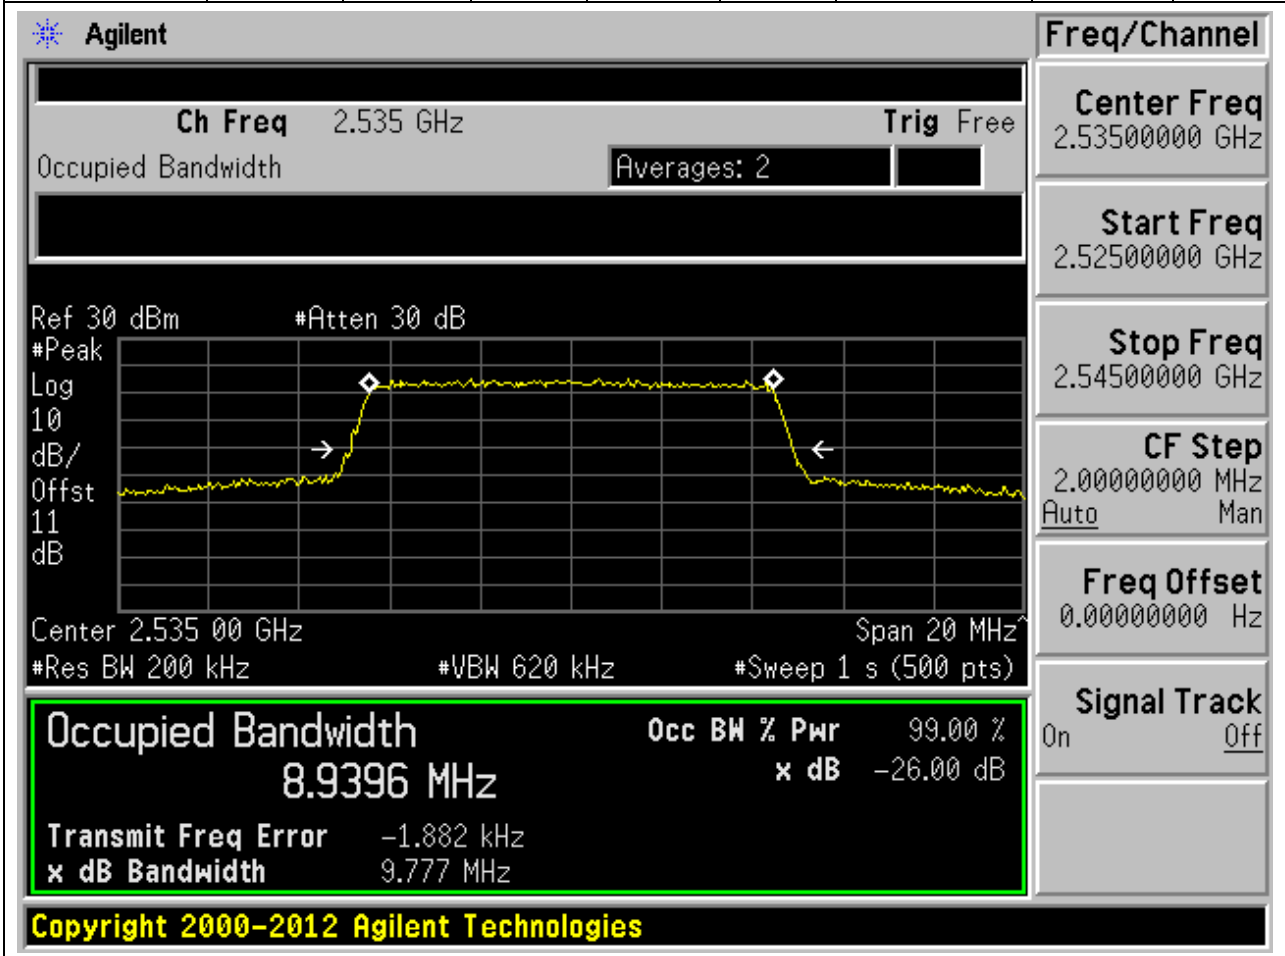 Agilent
Freq/Channel
Ch Freq 2.535 GHz Trig Free
Occupied Bandwidth Averages: 2
Center Freq
2.53500000 GHz
Start Freq
2.52500000 GHz
Stop Freq
2.54500000 GHz
CF Step
2.00000000 MHz
Auto Man
Freq Offset
0.00000000 Hz
Signal Track
On Off
Ref 30 dBm #Atten 30 dB
#Peak
Log
10
dB/
Offst
11
dB
Center 2.535 00 GHz Span 20 MHz^
#Res BW 200 kHz #VBW 620 kHz #Sweep 1 s (500 pts)
Occupied Bandwidth Occ BW % Pwr 99.00 %
8.9396 MHz x dB -26.00 dB
Transmit Freq Error -1.882 kHz
x dB Bandwidth 9.777 MHz
Copyright 2000-2012 Agilent Technologies